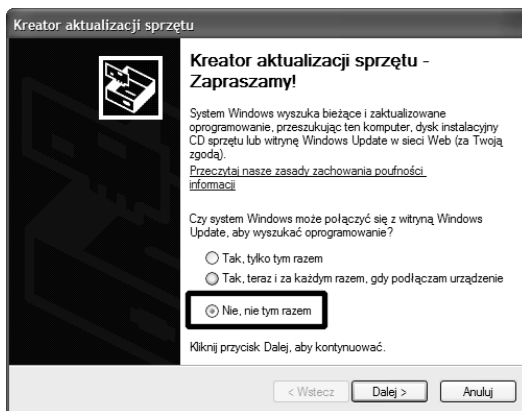 Kreator aktualizacji sprzętu
Kreator aktualizacji sprzętu -
Zapraszamy!
System Windows wyszuka bieżące i zaktualizowane
oprogramowanie, przeszukując ten komputer, dysk instalacyjny
CD sprzętu lub witrynę Windows Update w sieci Web (za Twoją
zgodą).
Przeczytaj nasze zasady zachowania poufności
informacji
Czy system Windows może połączyć się z witryną Windows
Update, aby wyszukać oprogramowanie?
Tak, tylko tym razem
Tak, teraz i za każdym razem, gdy podłączam urządzenie
Nie, nie tym razem
Kliknij przycisk Dalej, aby kontynuować.
< Wstecz Dalej > Anuluj